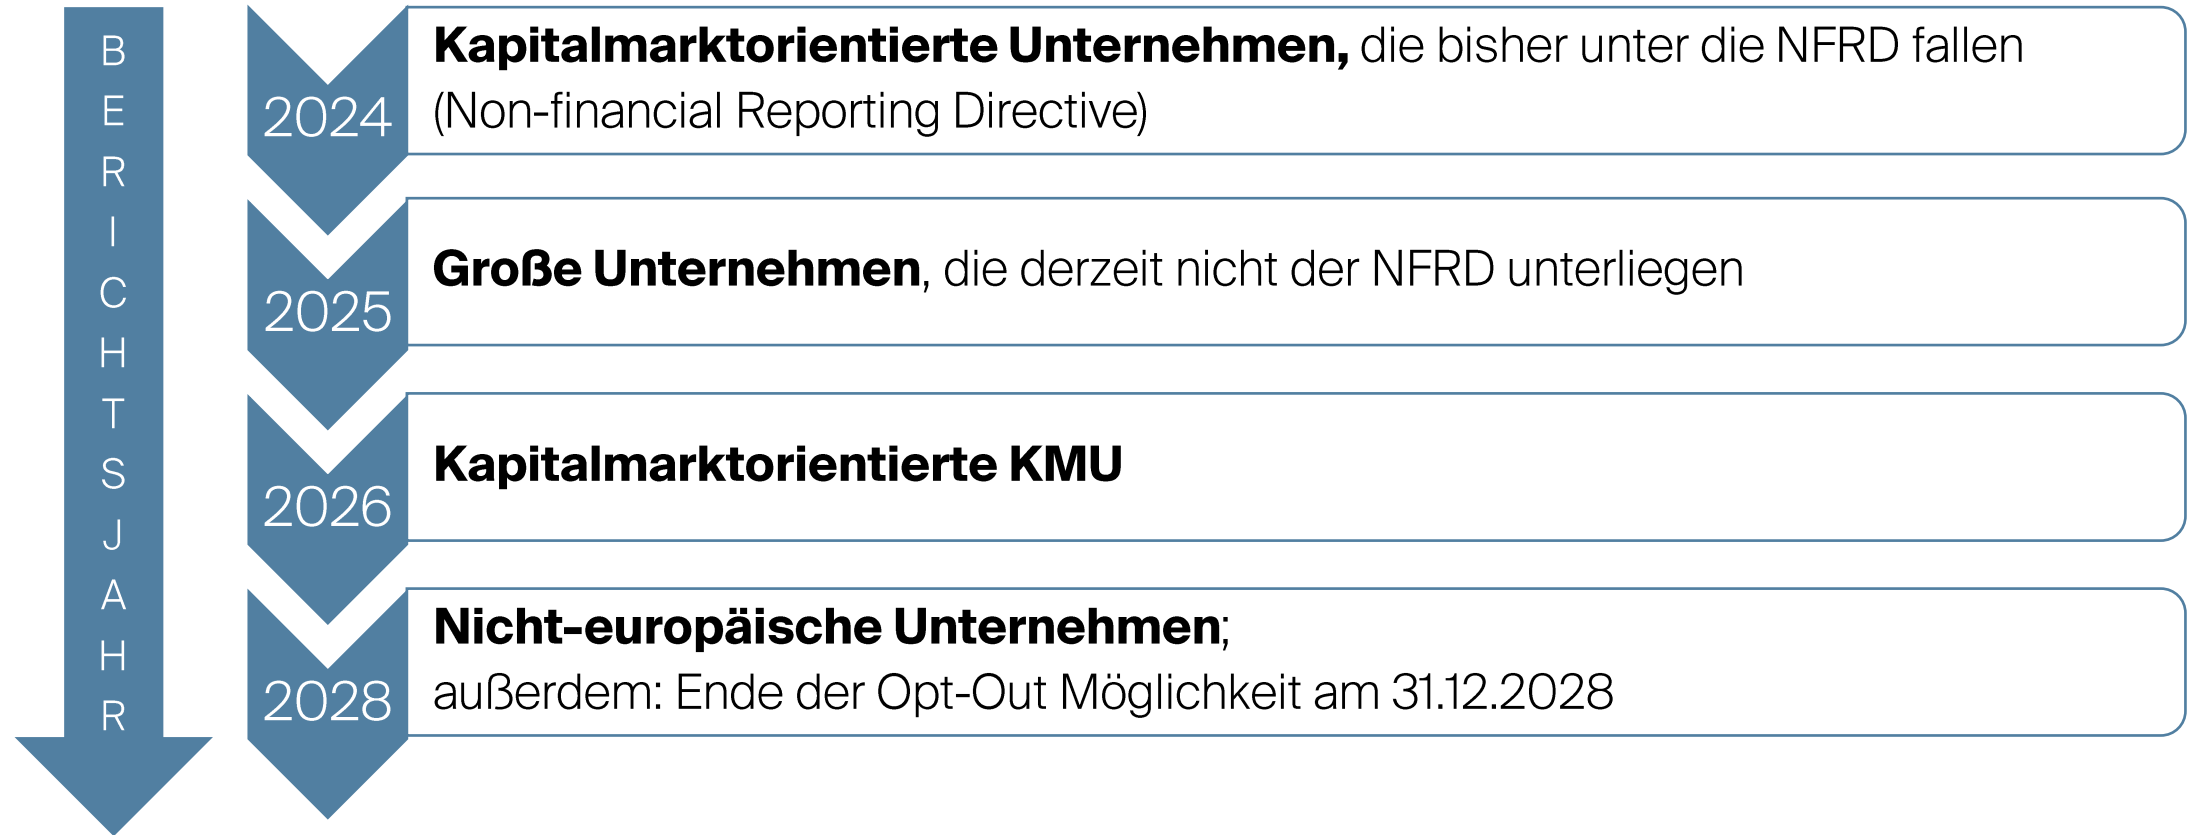 BERICHTSJAHR
2024
Kapitalmarktorientierte Unternehmen, die bisher unter die NFRD fallen
(Non-financial Reporting Directive)
2025
Große Unternehmen, die derzeit nicht der NFRD unterliegen
2026
Kapitalmarktorientierte KMU
2028
Nicht-europäische Unternehmen;
außerdem: Ende der Opt-Out Möglichkeit am 31.12.2028